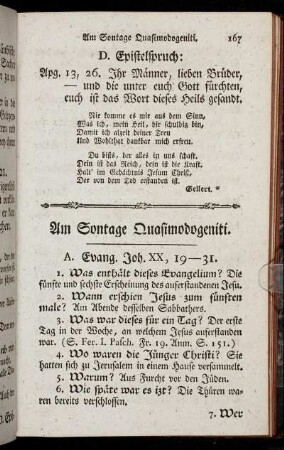 Am Sontage Quasimodogeniti. 167
D. Epistelspruch:
Apg. 13, 26. Ihr Männer, lieben Brüder,
— und die unter euch Gott fürchten,
euch ist das Wort dieses Heils gesandt.
Nie komme es mir aus dem Sinn,
Was ich, mein Heil, dir schuldig bin,
Damit ich alzeit deiner Treu
Und Wohlthat dankbar mich erfreu.
Du bists, der alles in uns schaft.
Dein ist das Reich, dein ist die Kraft.
Halt' im Gedächtnis Jesum Christ,
Der von dem Tod erstanden ist.
Gellert. *
Am Sontage Quasimodogeniti.
A. Evang. Joh. XX, 19—31.
1. Was enthält dieses Evangelium? Die
fünfte und sechste Erscheinung des auferstandenen Jesu.
2. Wann erschien Jesus zum fünften
male? Am Abende desselben Sabbathers.
3. Was war dieses für ein Tag? Der erste
Tag in der Woche, an welchem Jesus auferstanden
war. (S. Fer. I. Pasch. Fr. 19. Anm. S. 151.)
4. Wo waren die Jünger Christi? Sie
hatten sich zu Jerusalem in einem Hause versammelt.
5. Warum? Aus Furcht vor den Jüden.
6. Wie späte war es izt? Die Thüren wa-
ren bereits verschlossen.
7. Wer